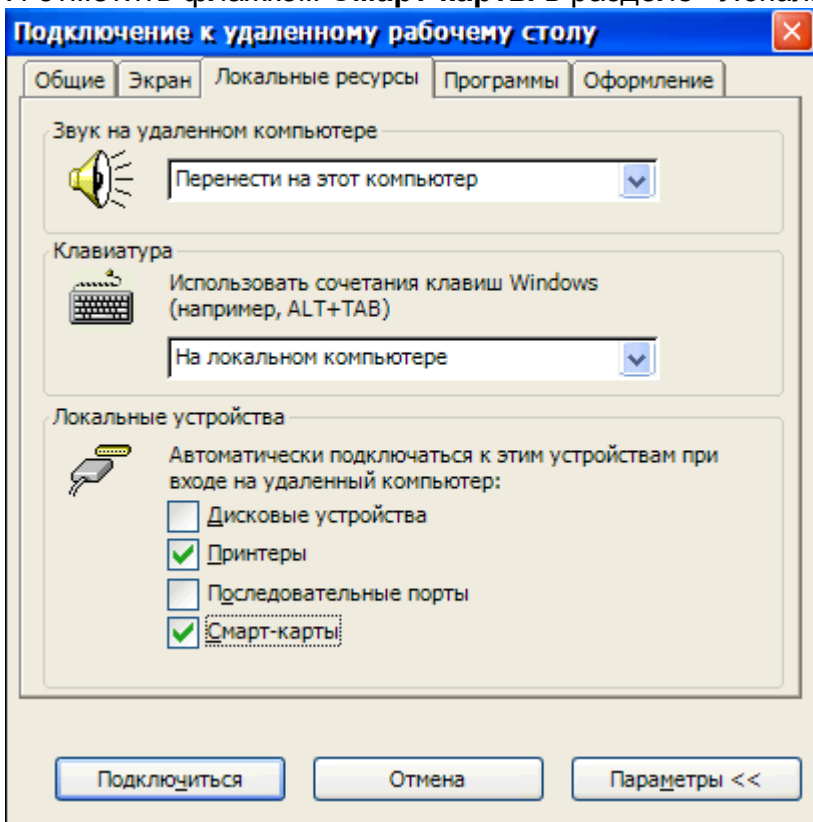 Подключение к удаленному рабочему столу
Общие Экран Локальные ресурсы Программы Оформление
Звук на удаленном компьютере
Перенести на этот компьютер
Клавиатура
Использовать сочетания клавиш Windows
(например, ALT+TAB)
На локальном компьютере
Локальные устройства
Автоматически подключаться к этим устройствам при
входе на удаленный компьютер:
Дисковые устройства
Принтеры
Последовательные порты
Смарт-карты
Подключиться Отмена Параметры <<